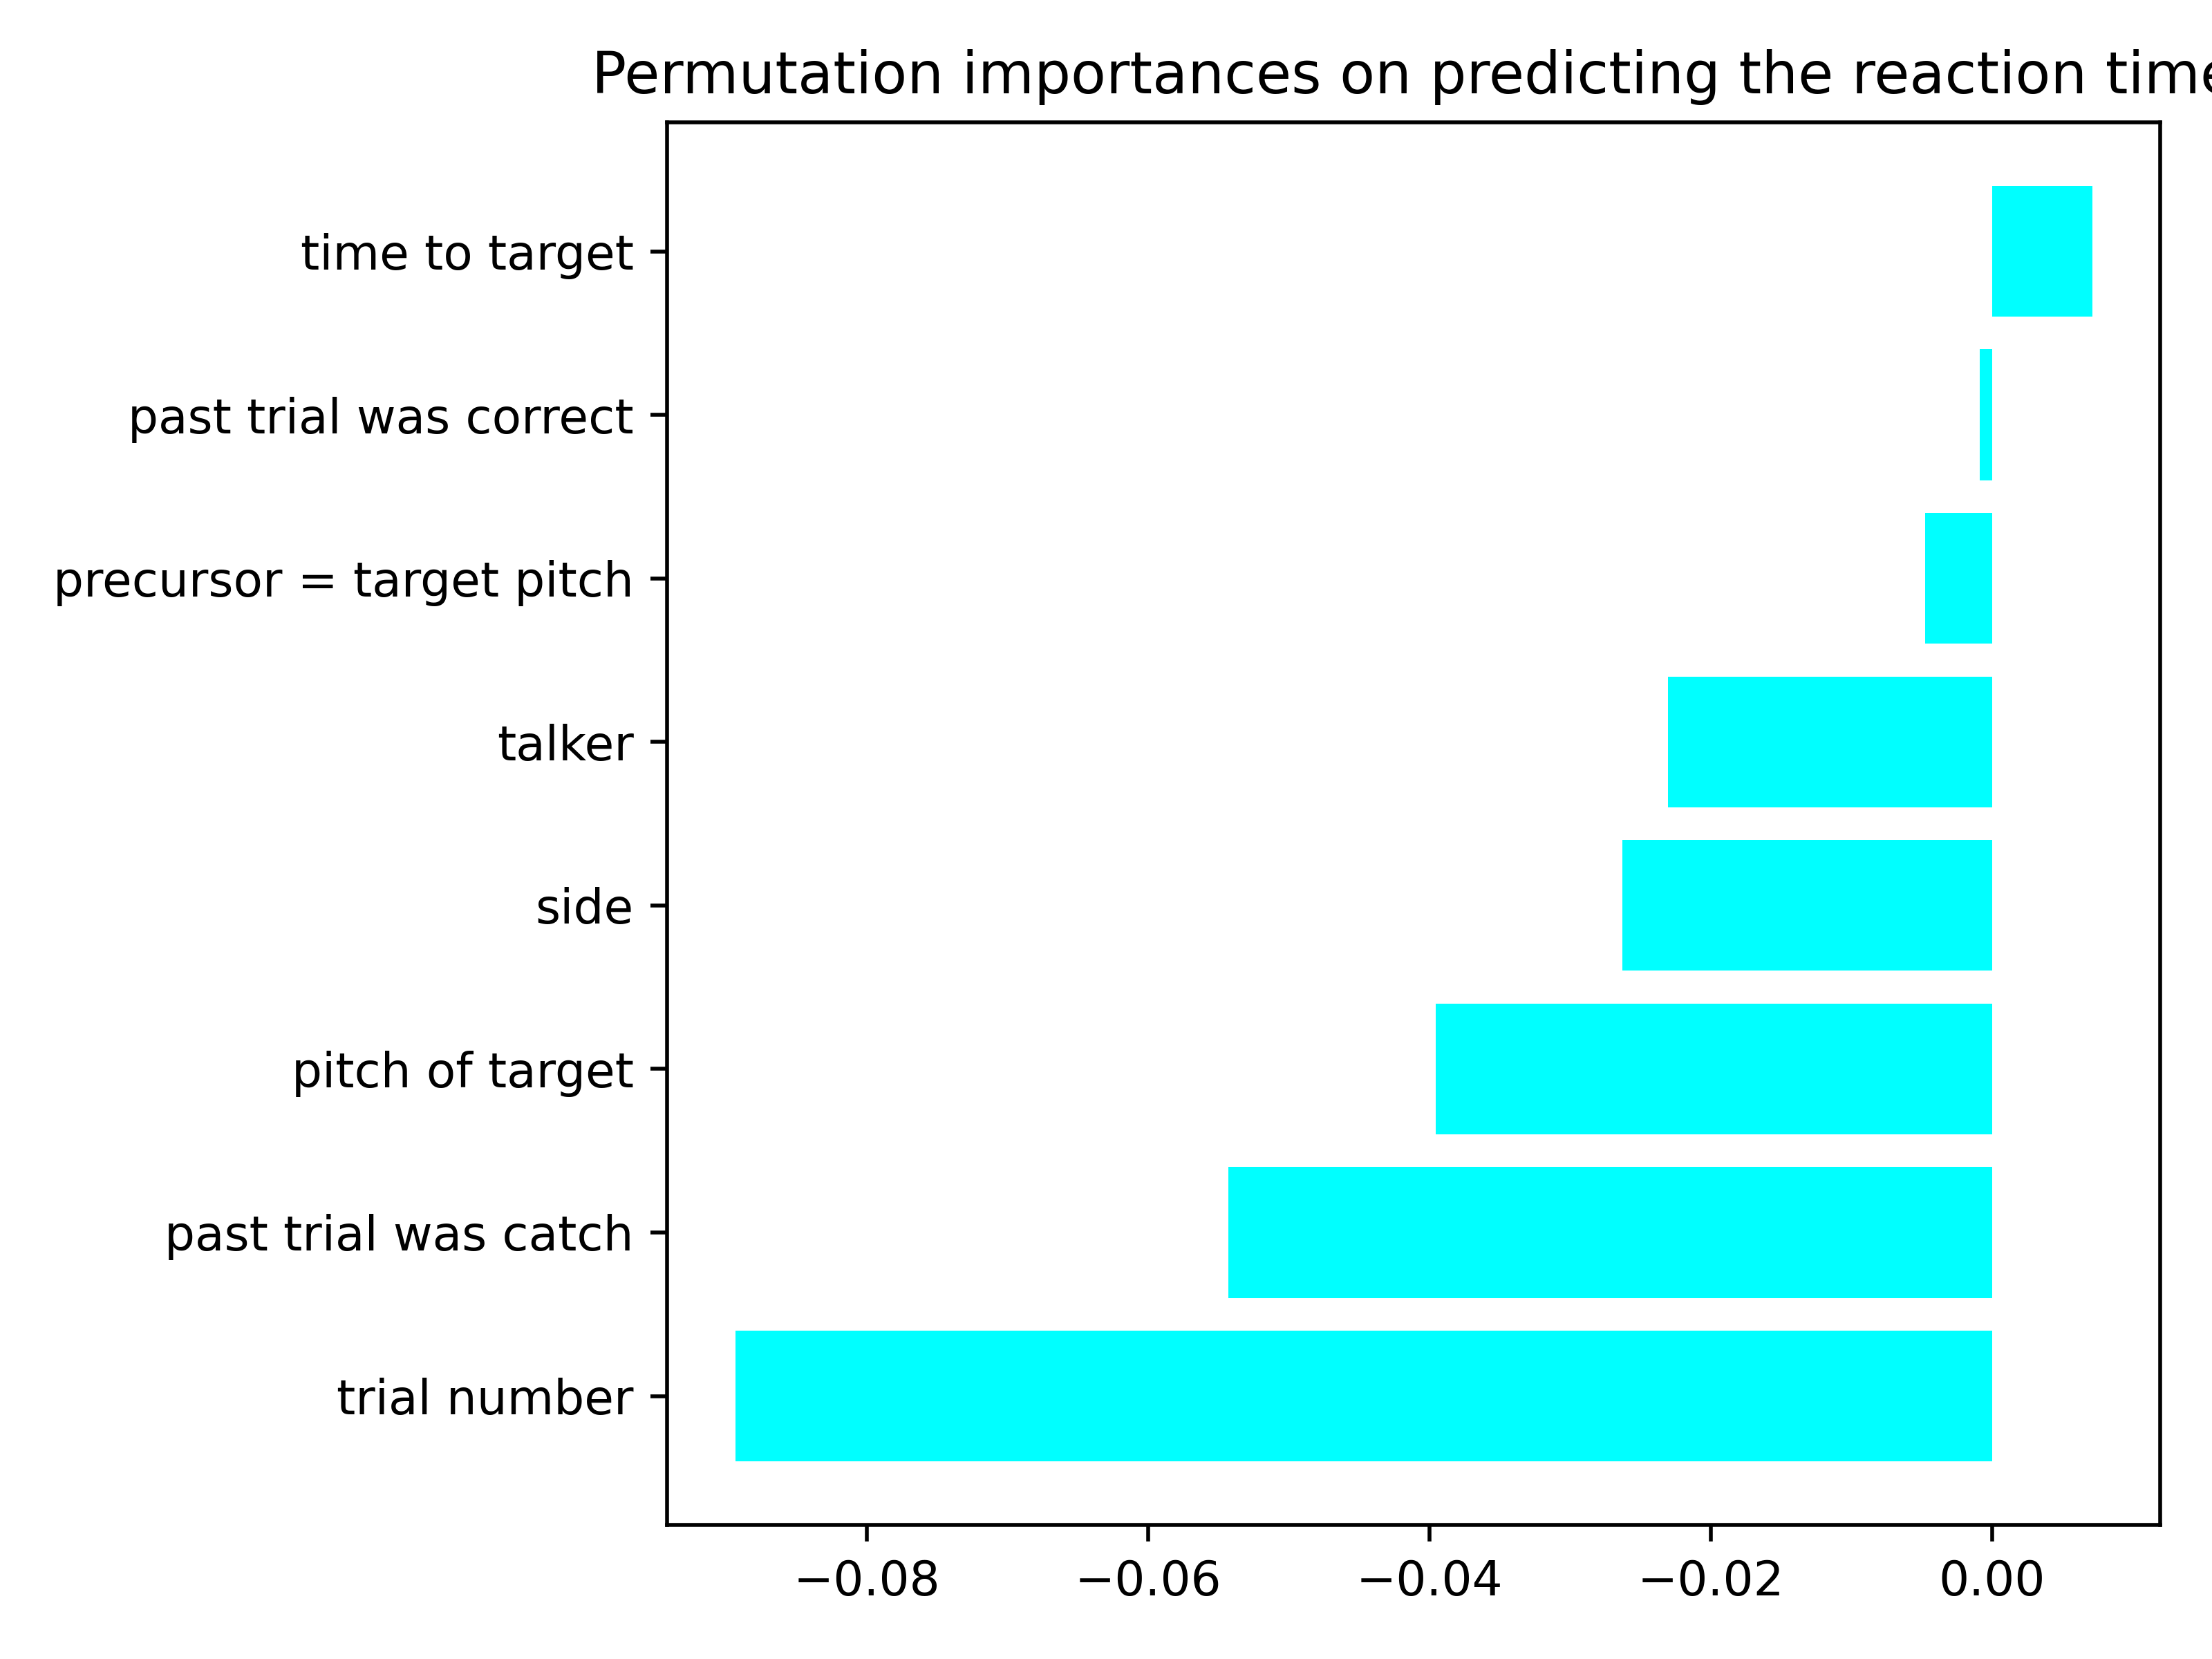 Permutation importances on predicting the reaction time
time to target
past trial was correct
precursor = target pitch
talker
side
pitch of target
past trial was catch
trial number
−0.08 −0.06 −0.04 −0.02 0.00